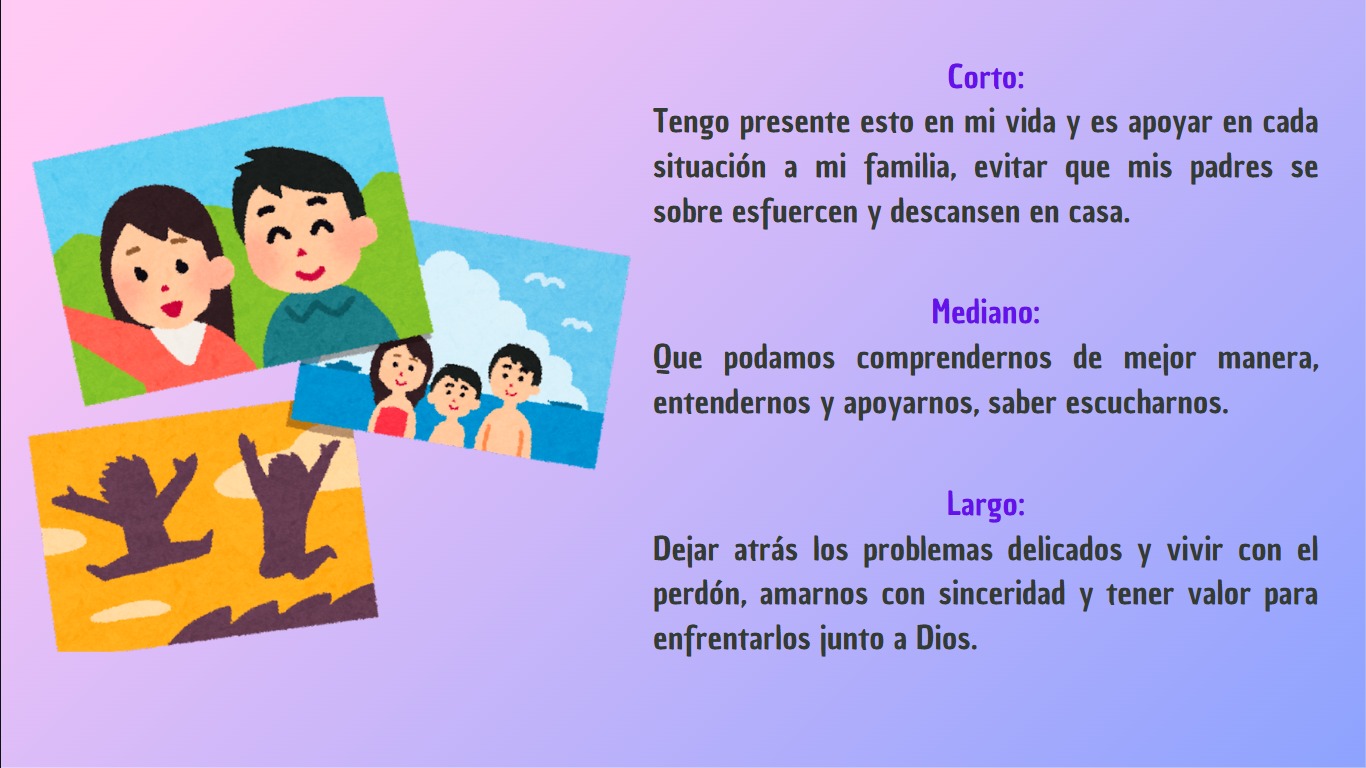 Corto:
Tengo presente esto en mi vida y es apoyar en cada
situación a mi familia, evitar que mis padres se
sobre esfuercen y descansen en casa.
Mediano:
Que podamos comprendernos de mejor manera,
entendernos y apoyarnos, saber escucharnos.
Largo:
Dejar atrás los problemas delicados y vivir con el
perdón, amarnos con sinceridad y tener valor para
enfrentarlos junto a Dios.